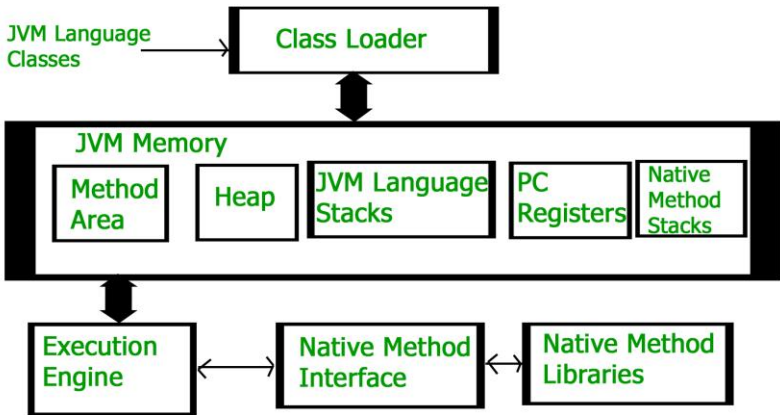 JVM Language
Classes
Class Loader
JVM Memory
Method
Area
Heap
JVM Language
Stacks
PC
Registers
Native
Method
Stacks
Execution
Engine
Native Method
Interface
Native Method
Libraries